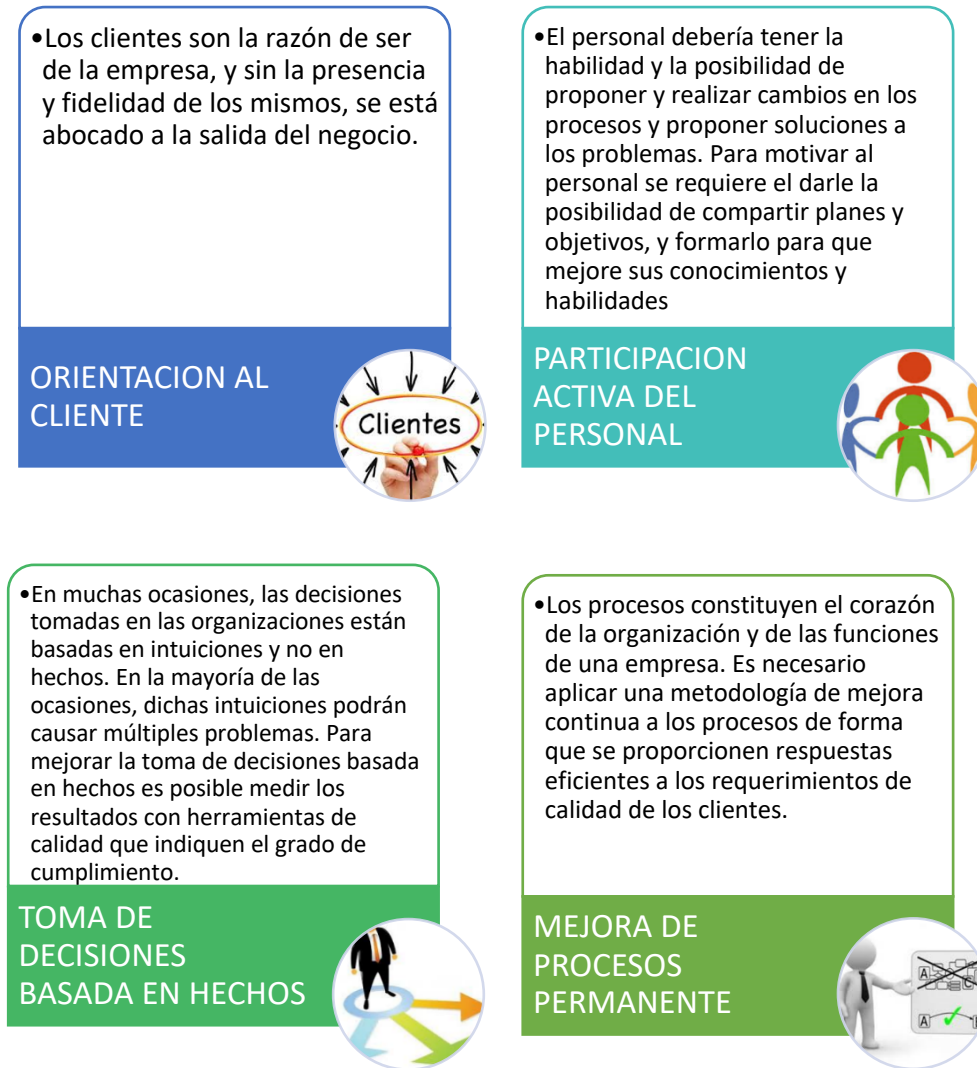 •Los clientes son la razón de ser
de la empresa, y sin la presencia
y fidelidad de los mismos, se está
abocado a la salida del negocio.
ORIENTACION AL
CLIENTE
Clientes
•El personal debería tener la
habilidad y la posibilidad de
proponer y realizar cambios en los
procesos y proponer soluciones a
los problemas. Para motivar al
personal se requiere el darle la
posibilidad de compartir planes y
objetivos, y formarlo para que
mejore sus conocimientos y
habilidades
PARTICIPACION
ACTIVA DEL
PERSONAL
•En muchas ocasiones, las decisiones
tomadas en las organizaciones están
basadas en intuiciones y no en
hechos. En la mayoría de las
ocasiones, dichas intuiciones podrán
causar múltiples problemas. Para
mejorar la toma de decisiones basada
en hechos es posible medir los
resultados con herramientas de
calidad que indiquen el grado de
cumplimiento.
TOMA DE
DECISIONES
BASADA EN HECHOS
•Los procesos constituyen el corazón
de la organización y de las funciones
de una empresa. Es necesario
aplicar una metodología de mejora
continua a los procesos de forma
que se proporcionen respuestas
eficientes a los requerimientos de
calidad de los clientes.
MEJORA DE
PROCESOS
PERMANENTE
A
A